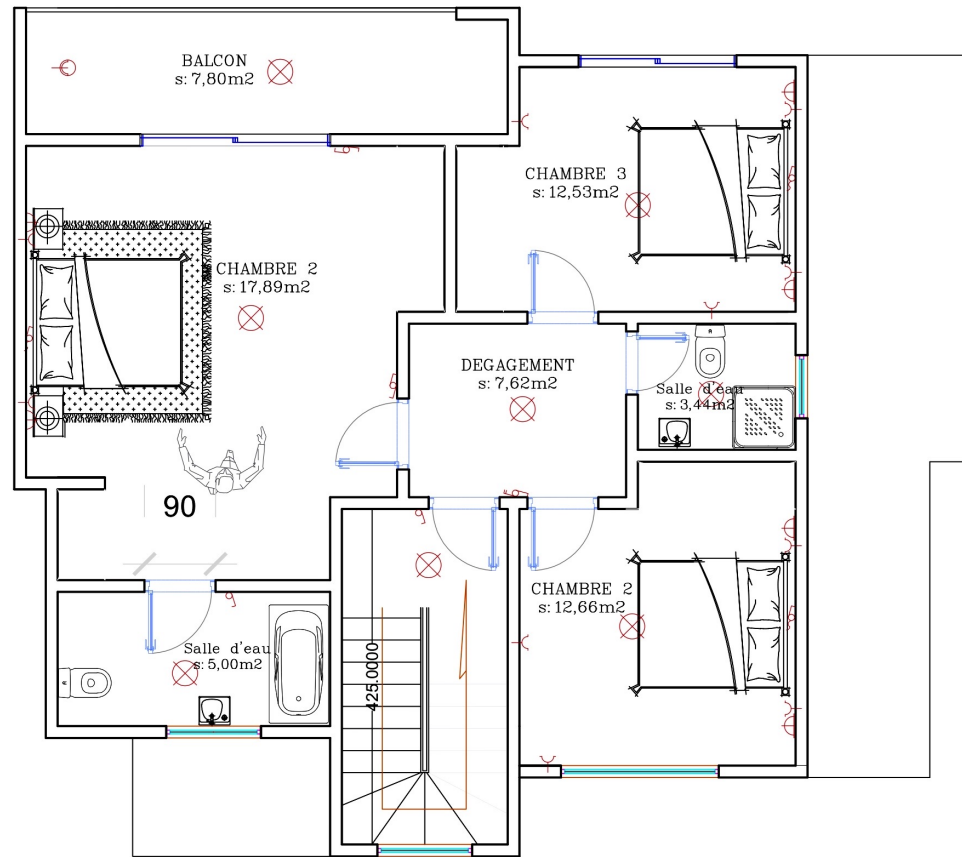 BALCON
s: 7,80m2
CHAMBRE 3
s: 12,53m2
CHAMBRE 2
s: 17,89m2
DEGAGEMENT
s: 7,62m2
Salle d'eau
s: 3,44m2
90
CHAMBRE 2
s: 12,66m2
Salle d'eau
s: 5,00m2
425.0000